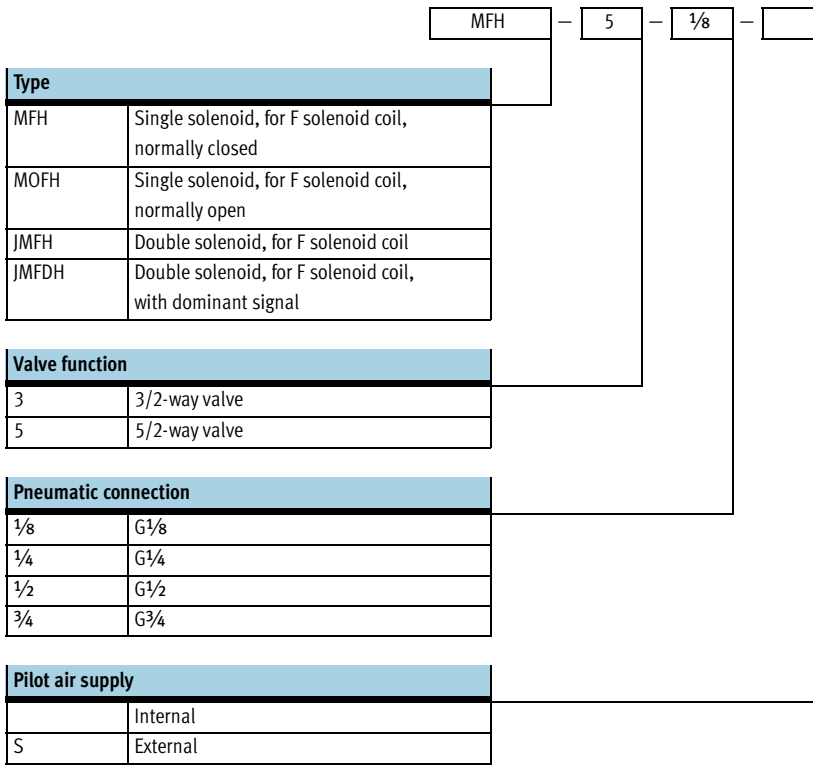 MFH – 5 – ⅛ –
Type
MFH Single solenoid, for F solenoid coil,
normally closed
MOFH Single solenoid, for F solenoid coil,
normally open
JMFH Double solenoid, for F solenoid coil
JMFDH Double solenoid, for F solenoid coil,
with dominant signal
Valve function
3 3/2-way valve
5 5/2-way valve
Pneumatic connection
⅛ G⅛
¼ G¼
½ G½
¾ G¾
Pilot air supply
Internal
S External